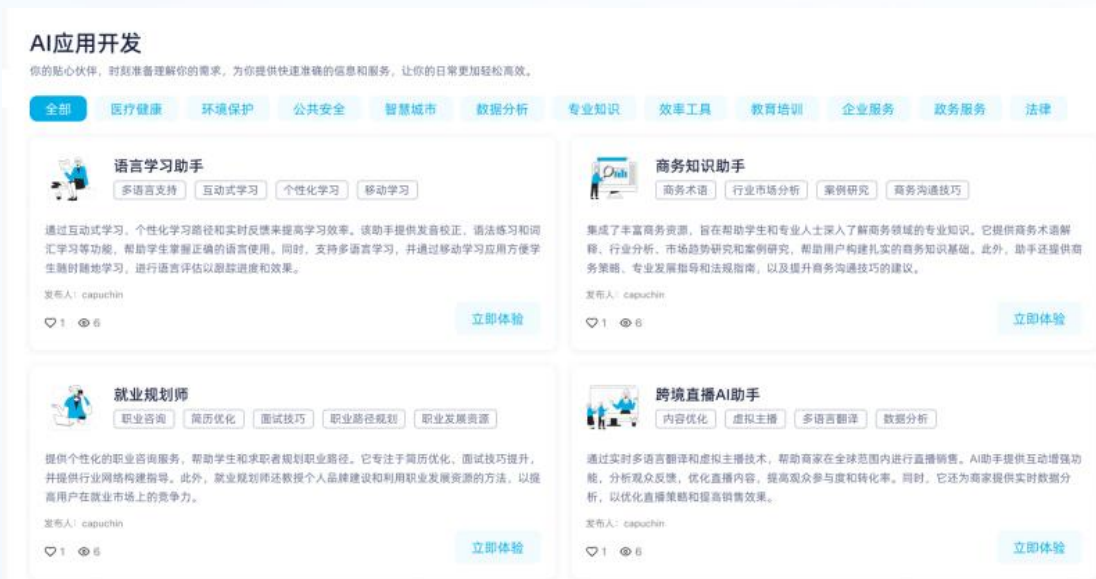 AI应用开发
你的贴心伙伴，时刻准备理解你的需求，为你提供快速准确的信息和服务，让你的日常更加轻松高效。
全部 医疗健康 环境保护 公共安全 智慧城市 数据分析 专业知识 效率工具 教育培训 企业服务 政务服务 法律
语言学习助手
多语言支持 互动式学习 个性化学习 移动学习
通过互动式学习，个性化学习路径和实时反馈来提高学习效率。该助手提供发音校正、语法练习和词
汇学习等功能，帮助学生掌握正确的语言使用。同时，支持多语言学习，并通过移动学习应用方便学
生随时随地学习，进行语言评估以跟踪进度和效果。
发布人：capuchin
1 6
立即体验
商务知识助手
商务术语 行业市场分析 案例研究 商务沟通技巧
集成了丰富商务资源，旨在帮助学生和专业人士深入了解商务领域的专业知识。它提供商务术语解
释、行业分析、市场趋势研究和案例研究，帮助用户构建扎实的商务知识基础。此外，助手还提供商
务策略、专业发展指导和法规指南，以及提升商务沟通技巧的建议。
发布人：capuchin
1 6
立即体验
就业规划师
职业咨询 简历优化 面试技巧 职业路径规划 职业发展资源
提供个性化的职业咨询服务，帮助学生和求职者规划职业路径。它专注于简历优化、面试技巧提升，
并提供行业网络构建指导。此外，就业规划师还教授个人品牌建设和利用职业发展资源的方法，以提
高用户在就业市场上的竞争力。
发布人：capuchin
1 6
立即体验
跨境直播AI助手
内容优化 虚拟主播 多语言翻译 数据分析
通过实时多语言翻译和虚拟主播技术，帮助商家在全球范围内进行直播销售。AI助手提供互动增强功
能，分析观众反馈，优化直播内容，提高观众参与度和转化率。同时，它还为商家提供实时数据分
析，以优化直播策略和提高销售效果。
发布人：capuchin
1 6
立即体验